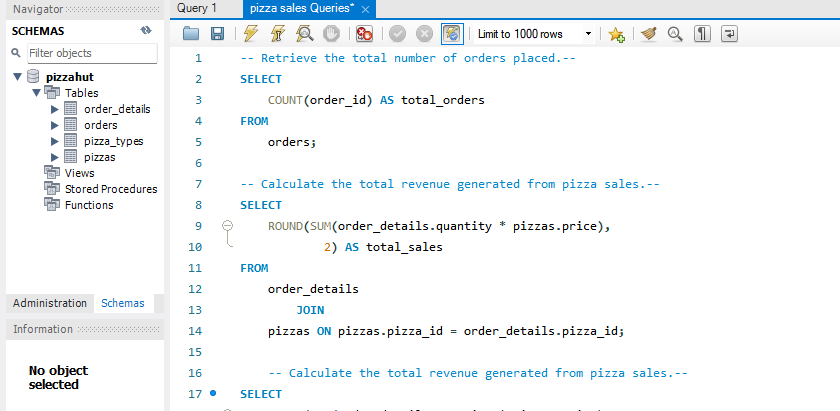 Navigator
SCHEMAS
Filter objects
pizzahut
Tables
order_details
orders
pizza_types
pizzas
Views
Stored Procedures
Functions
Administration Schemas
Information
No object
selected
Query 1 pizza sales Queries* ×
Limit to 1000 rows
1 -- Retrieve the total number of orders placed.--
2 SELECT
3 COUNT(order_id) AS total_orders
4 FROM
5 orders;
6
7 -- Calculate the total revenue generated from pizza sales.--
8 SELECT
9 ROUND(SUM(order_details.quantity * pizzas.price),
10 2) AS total_sales
11 FROM
12 order_details
13 JOIN
14 pizzas ON pizzas.pizza_id = order_details.pizza_id;
15
16 -- Calculate the total revenue generated from pizza sales.--
17 SELECT